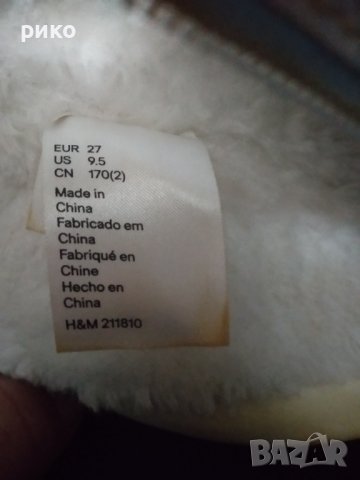 рико
EUR 27
US 9.5
CN 170(2)
Made in
China
Fabricado em
China
Fabriqué en
Chine
Hecho en
China
H&M 211810
BAZAR